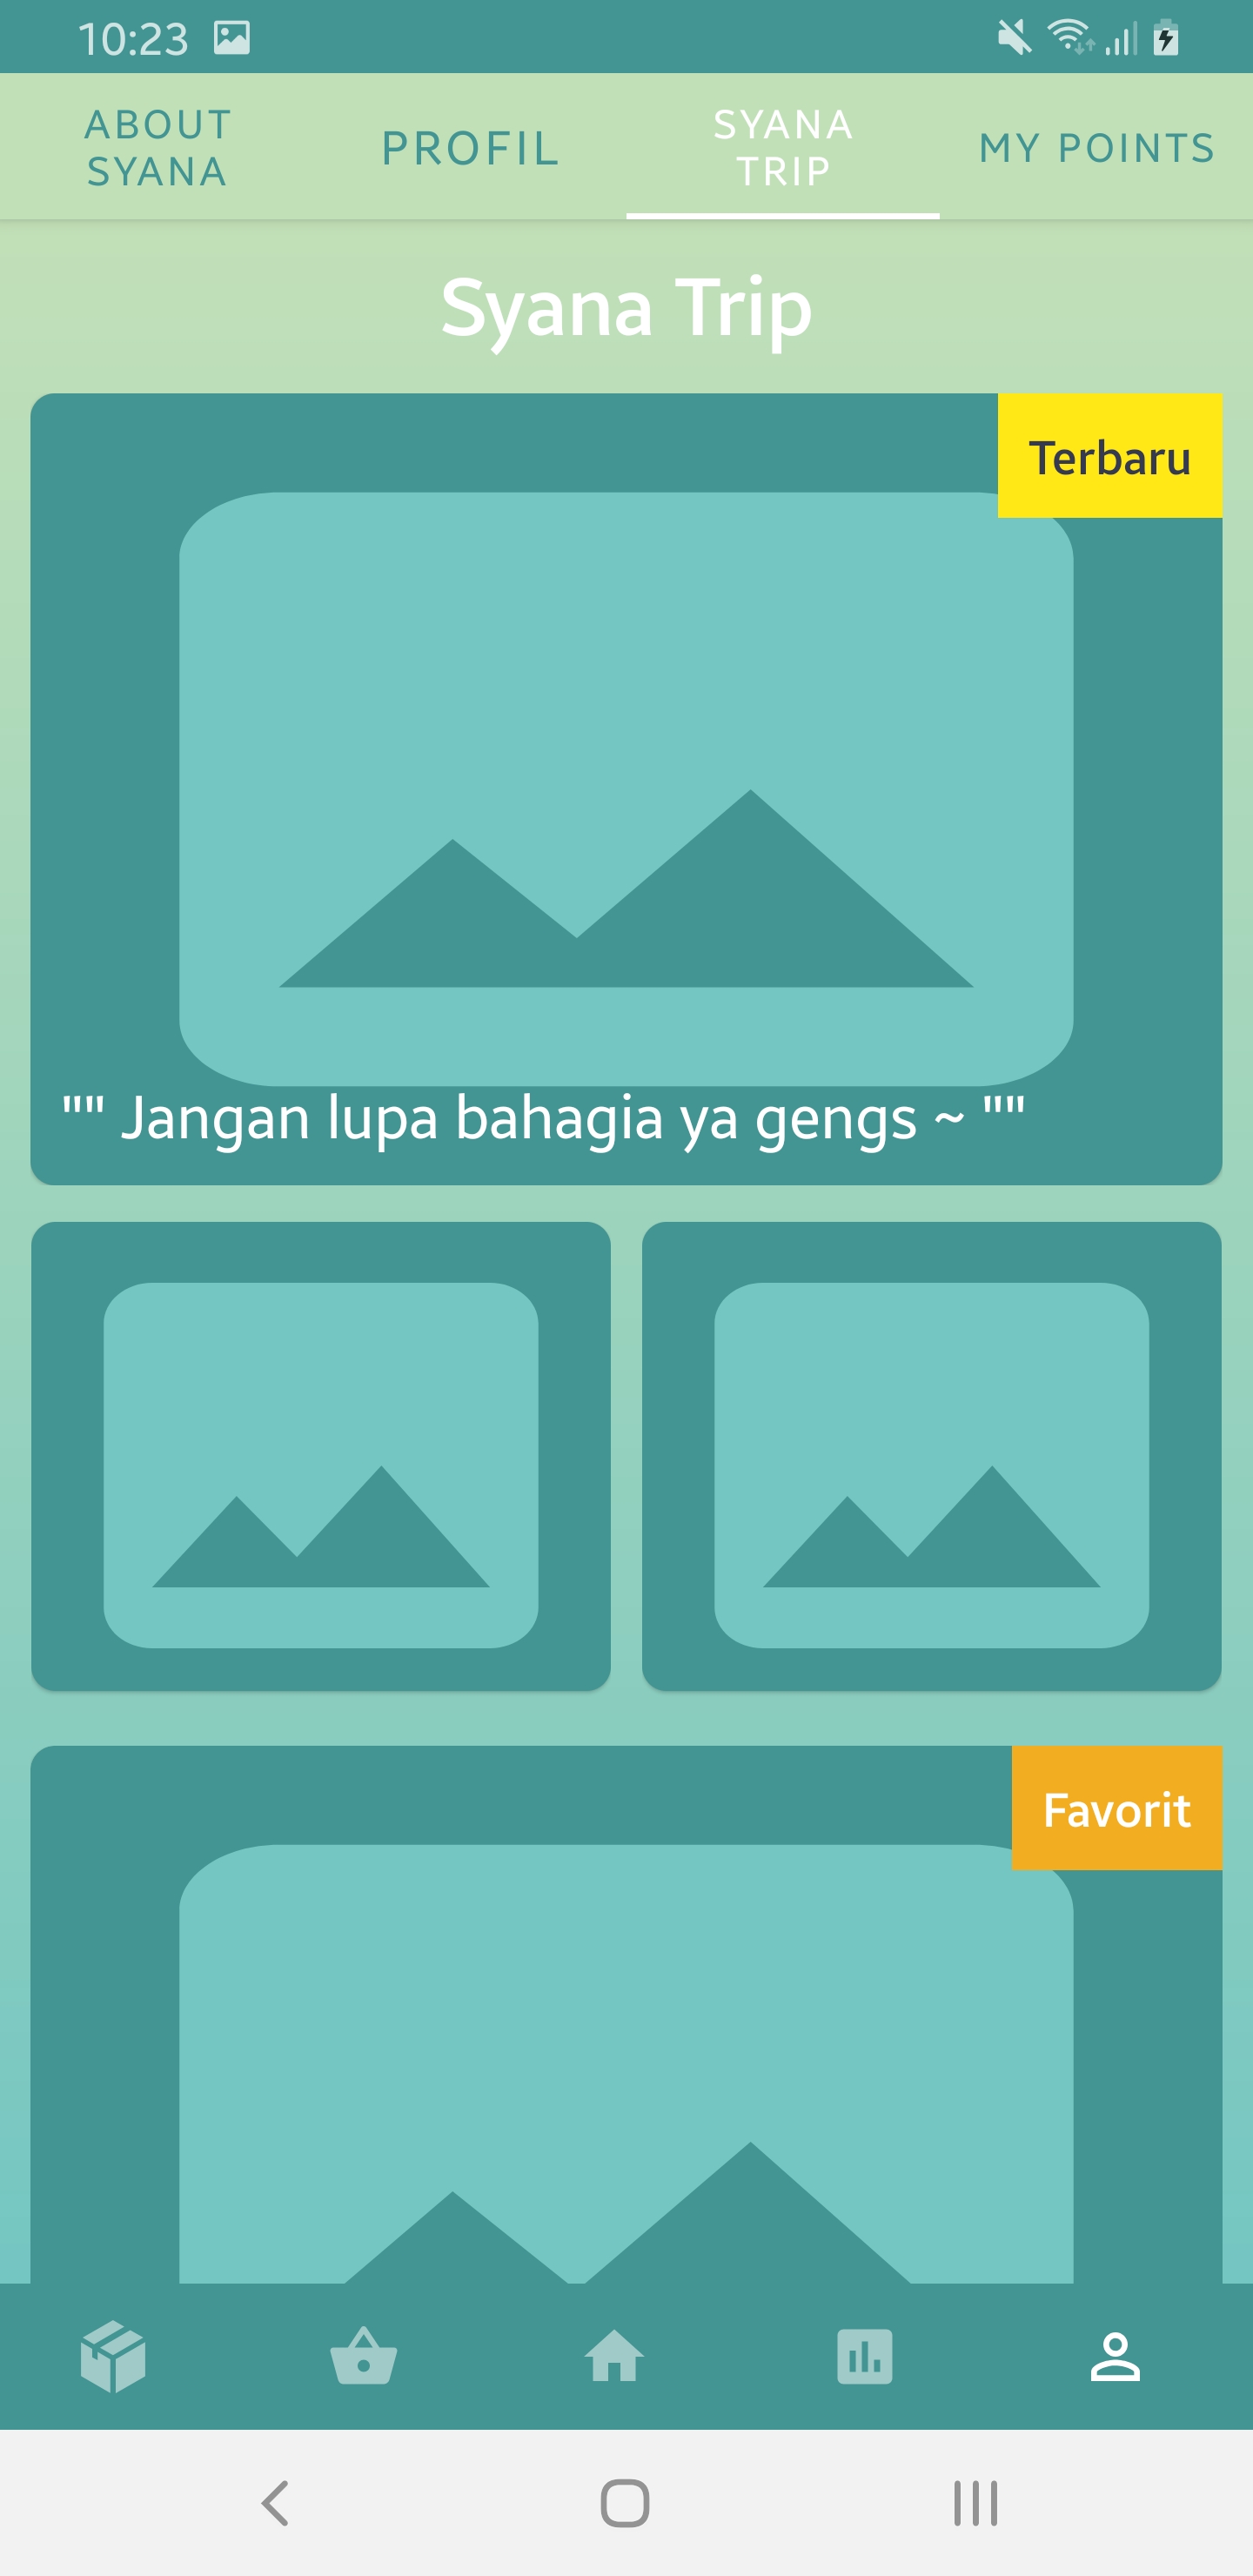 10:23
ABOUT
SYANA
PROFIL
SYANA
TRIP
MY POINTS
Syana Trip
Terbaru
"" Jangan lupa bahagia ya gengs ~ ""
Favorit